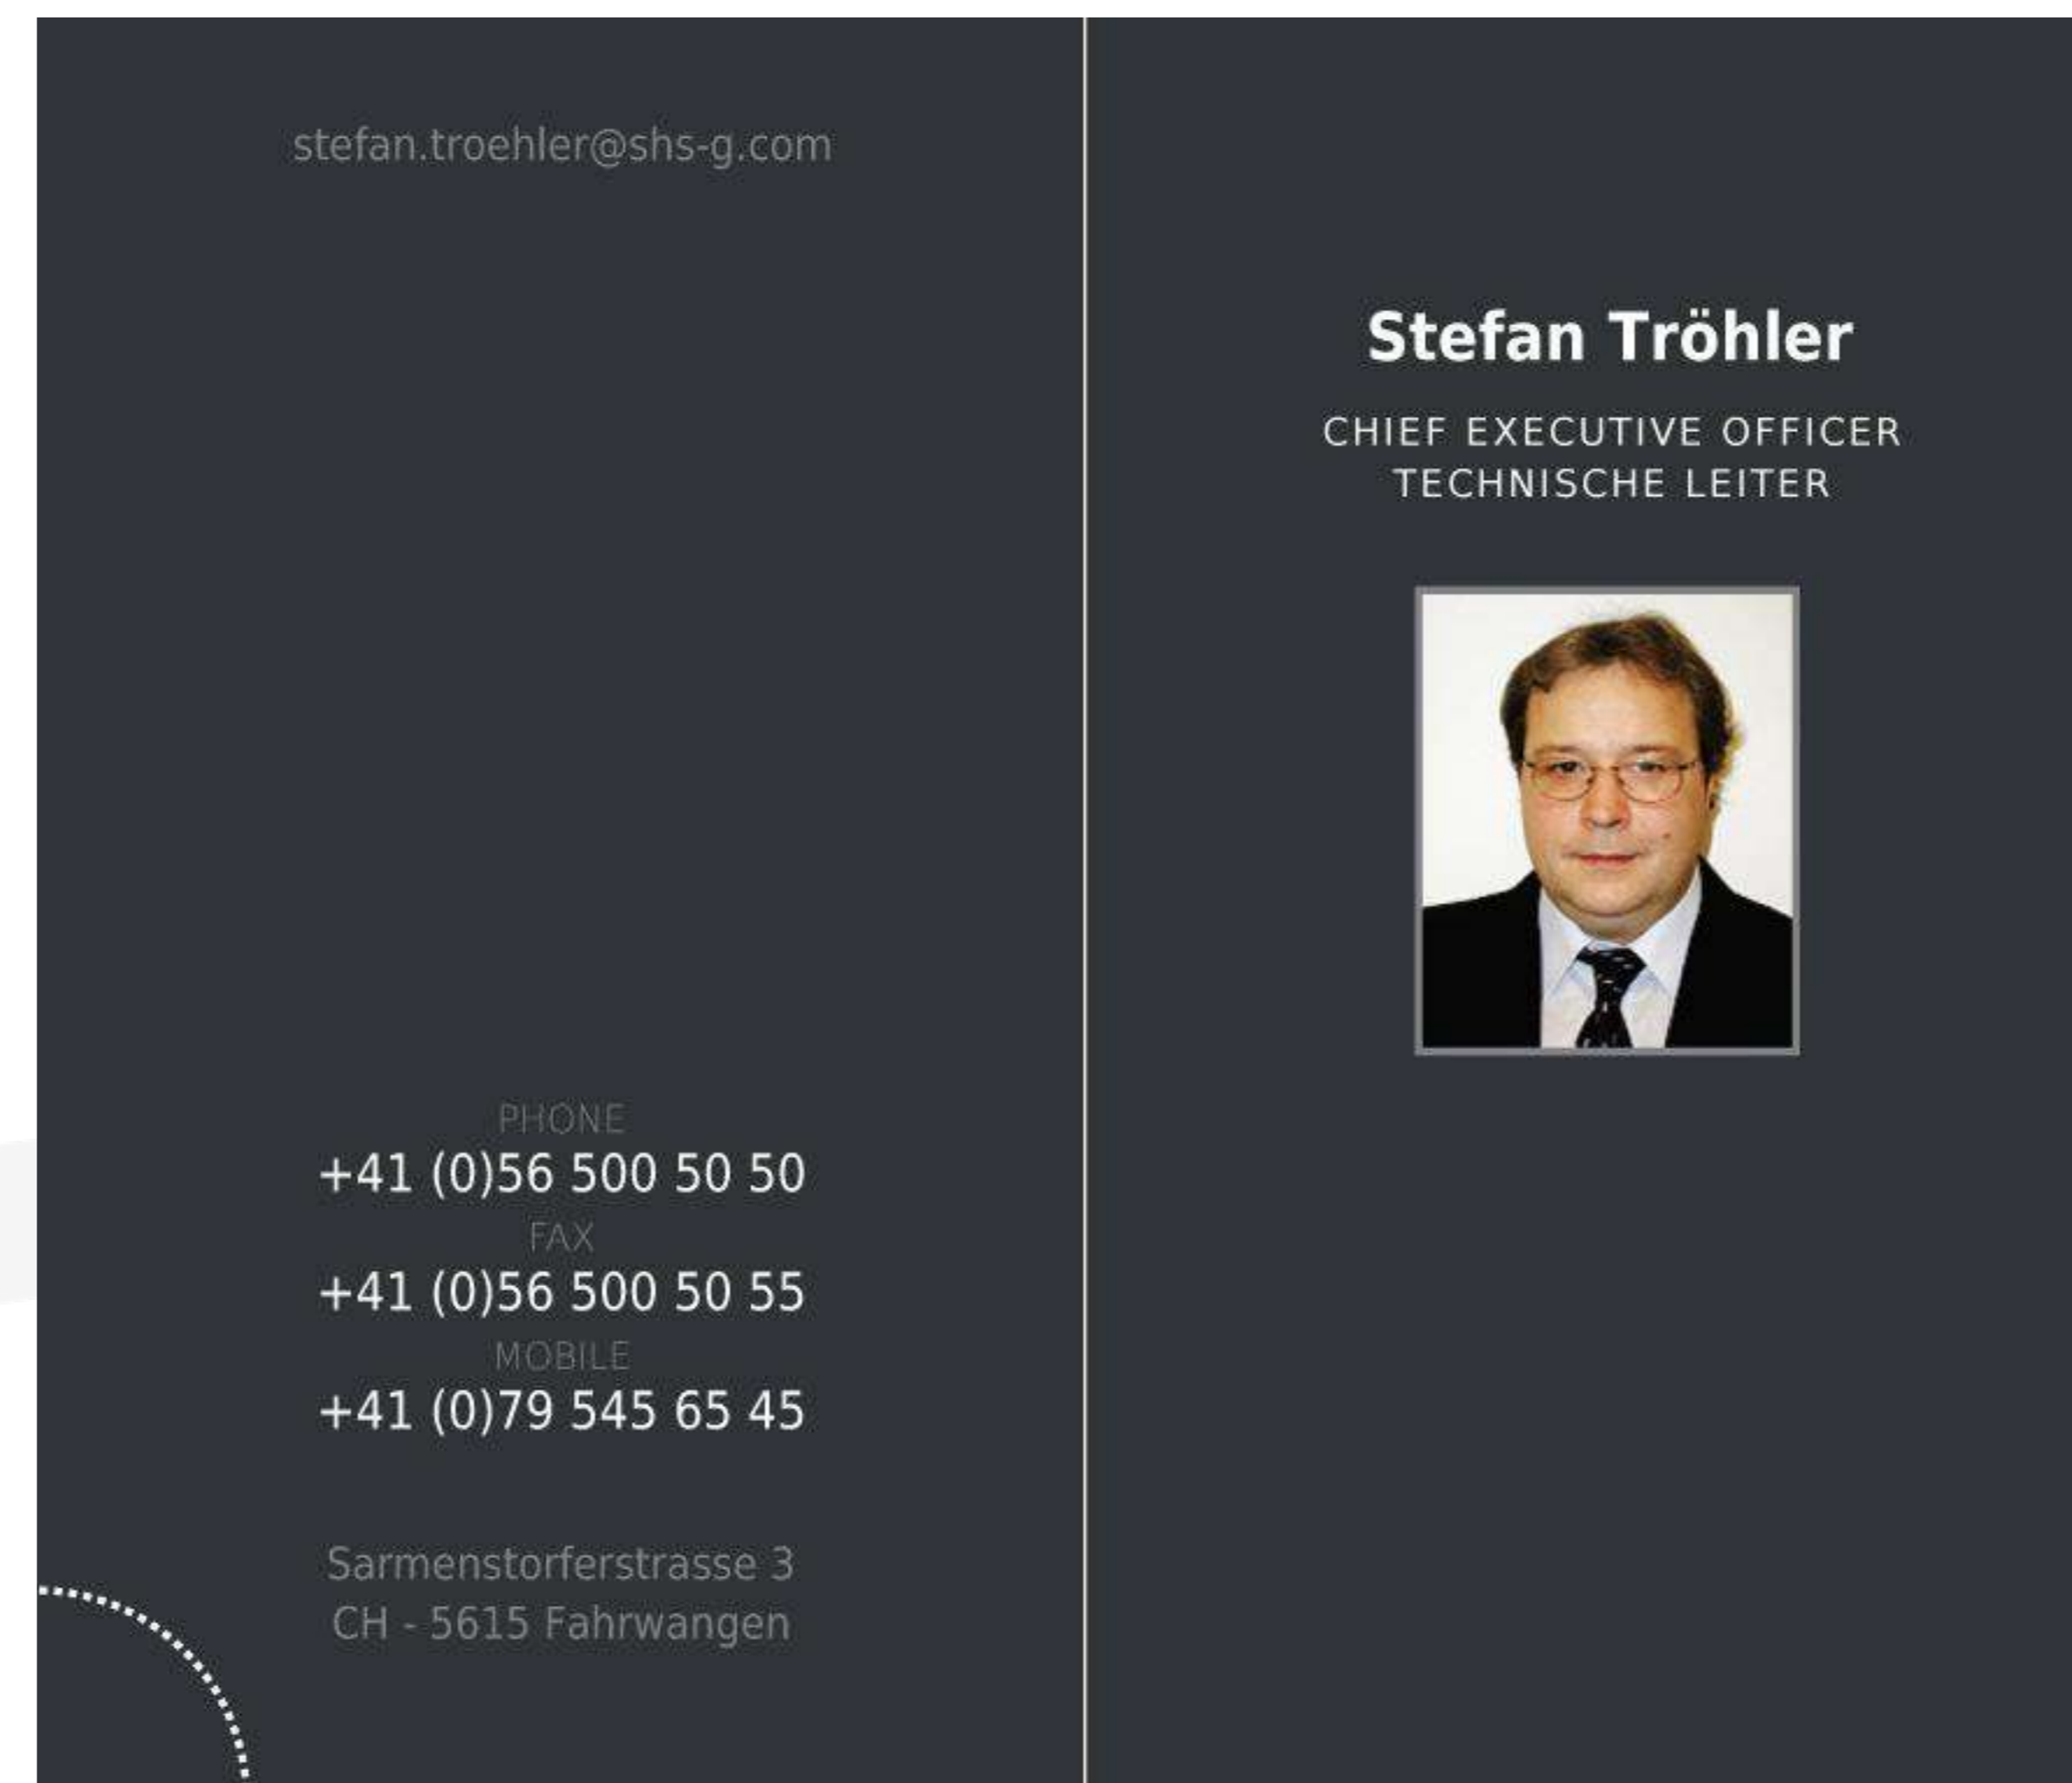 stefan.troehler@shs-g.com
PHONE
+41 (0)56 500 50 50
FAX
+41 (0)56 500 50 55
MOBILE
+41 (0)79 545 65 45
Sarmenstorferstrasse 3
CH - 5615 Fahrwangen
Stefan Tröhler
CHIEF EXECUTIVE OFFICER
TECHNISCHE LEITER